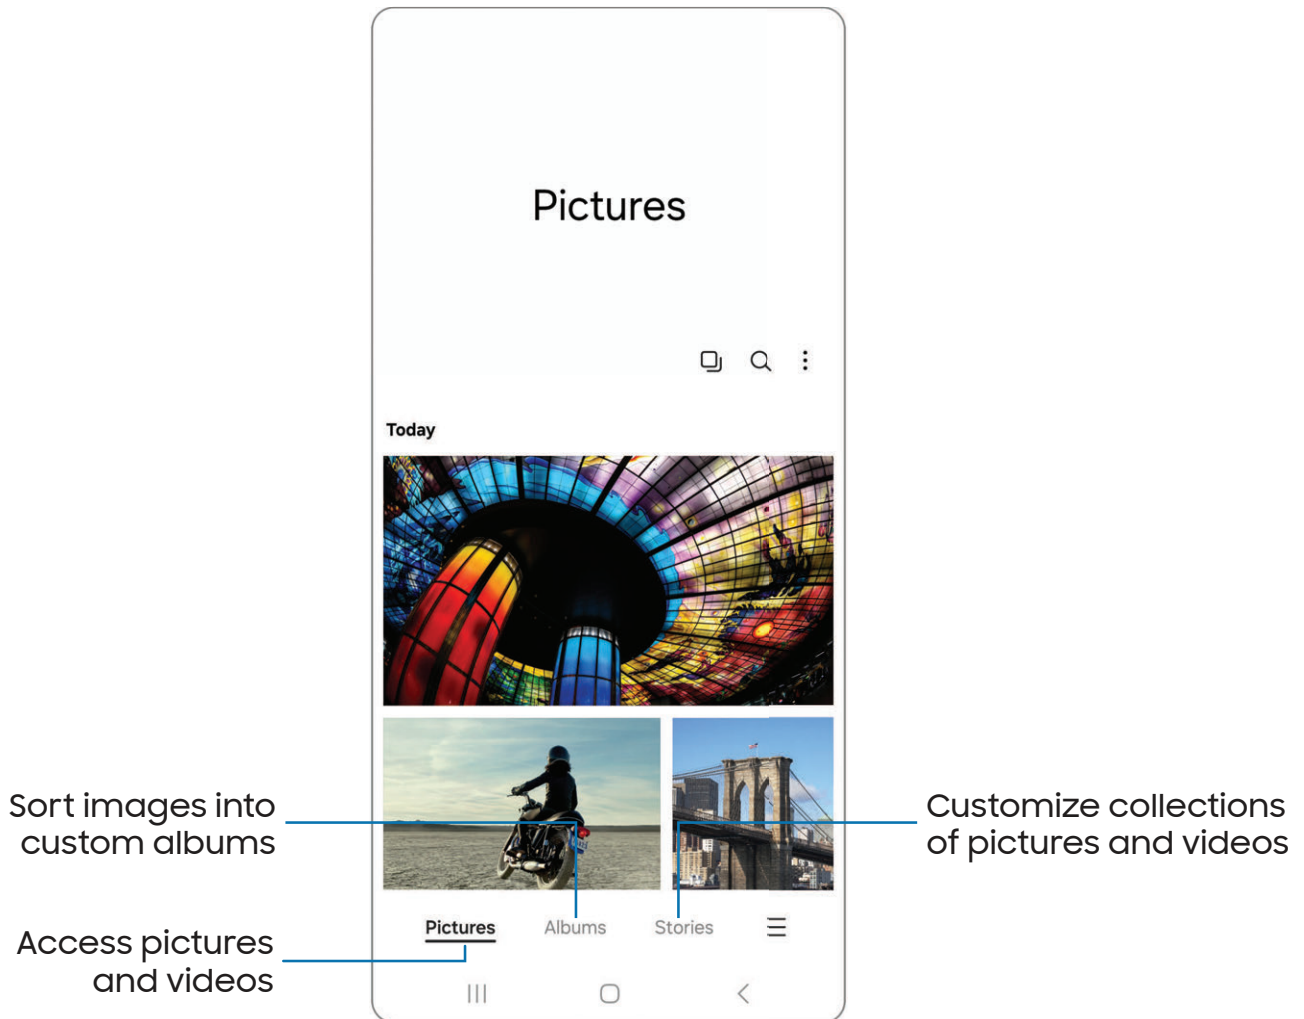 Pictures
Today
Sort images into
custom albums
Customize collections
of pictures and videos
Pictures Albums Stories
Access pictures
and videos